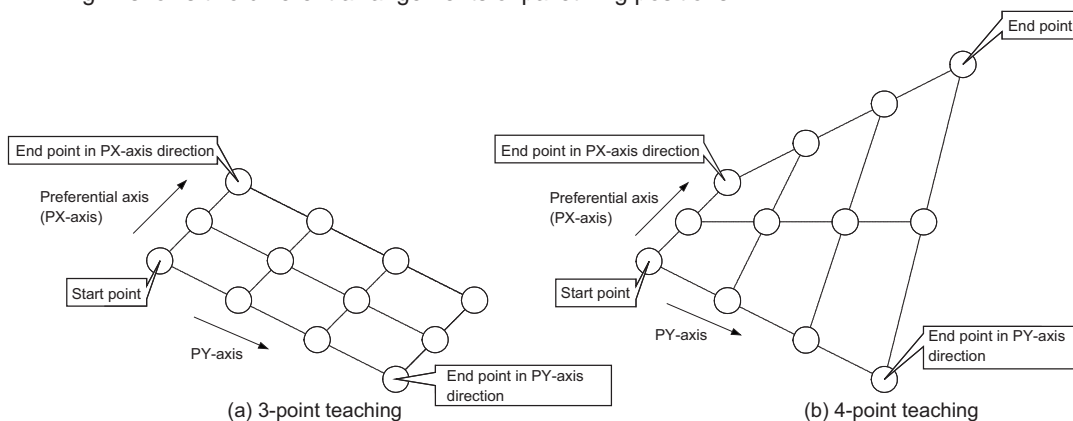 End point
End point in PX-axis direction
Preferential axis
(PX-axis)
Start point
PY-axis
End point in PY-axis
direction
(a) 3-point teaching
End point in PX-axis direction
Preferential axis
(PX-axis)
Start point
PY-axis
End point in PY-axis
direction
(b) 4-point teaching